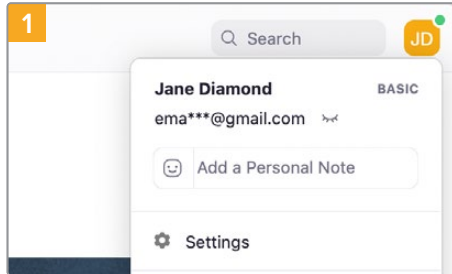 1
Search
JD
Jane Diamond BASIC
ema***@gmail.com
Add a Personal Note
Settings